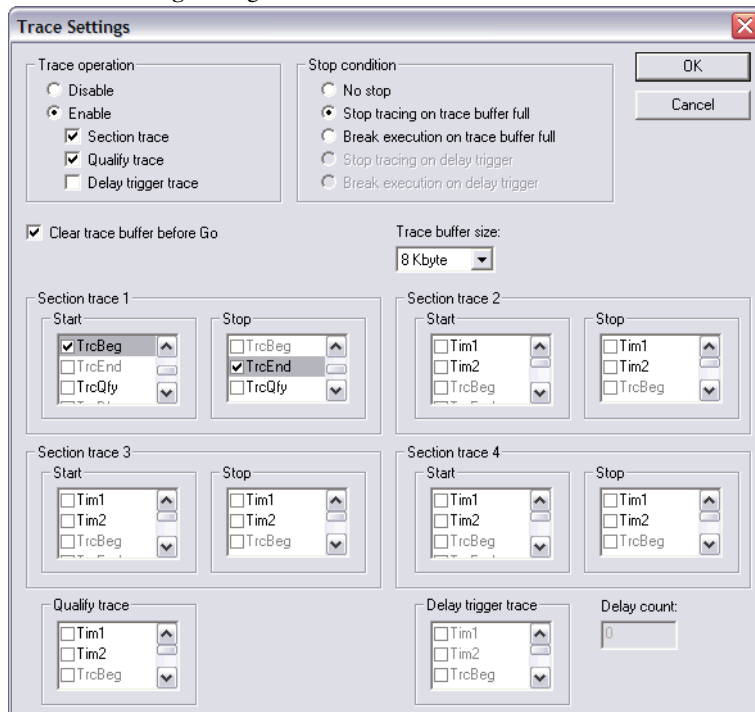 Trace Settings
Trace operation
Disable
Enable
Section trace
Qualify trace
Delay trigger trace
Stop condition
No stop
Stop tracing on trace buffer full
Break execution on trace buffer full
Stop tracing on delay trigger
Break execution on delay trigger
OK
Cancel
Clear trace buffer before Go
Trace buffer size:
8 Kbyte
Section trace 1
Start
TrcBeg
TrcEnd
TrcQfy
Stop
TrcBeg
TrcEnd
TrcQfy
Section trace 2
Start
Tim1
Tim2
TrcBeg
Stop
Tim1
Tim2
TrcBeg
Section trace 3
Start
Tim1
Tim2
TrcBeg
Stop
Tim1
Tim2
TrcBeg
Section trace 4
Start
Tim1
Tim2
TrcBeg
Stop
Tim1
Tim2
TrcBeg
Qualify trace
Tim1
Tim2
TrcBeg
Delay trigger trace
Tim1
Tim2
TrcBeg
Delay count:
0